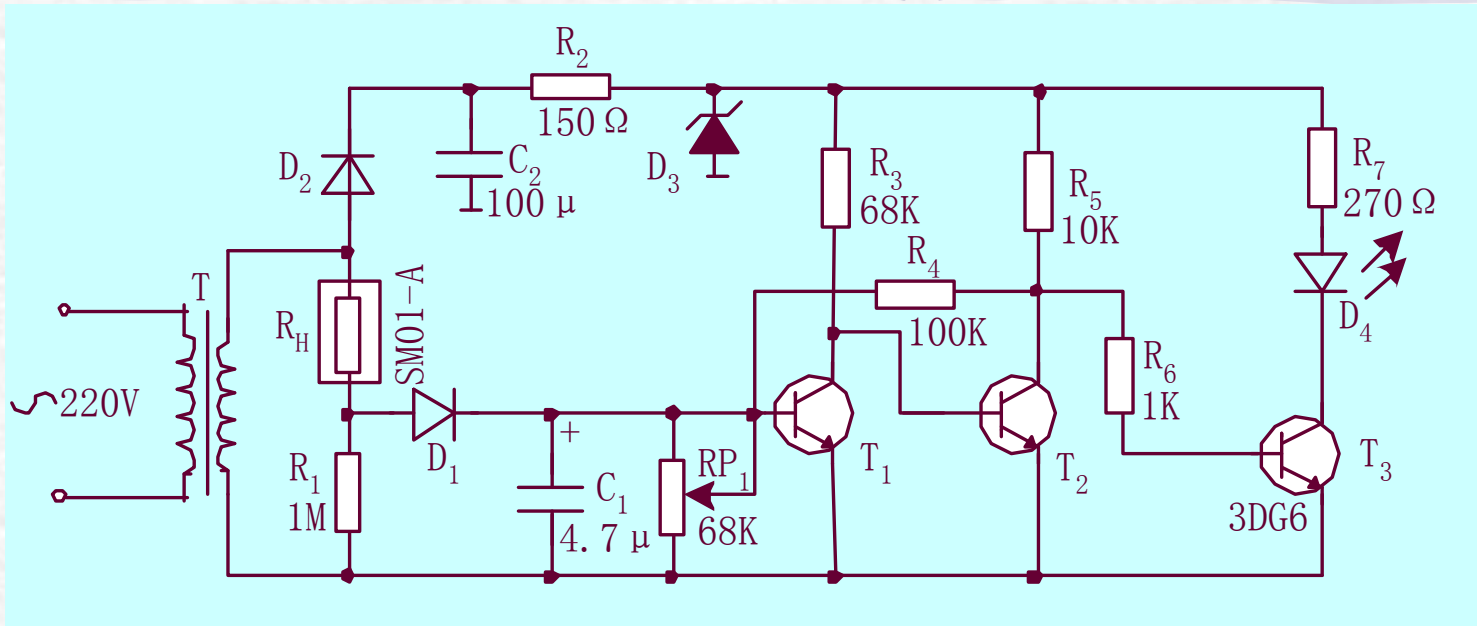 R2
150Ω
D2
C2
100μ
D3
R3
68K
R5
10K
R7
270Ω
R4
100K
T
RH
SM01-A
D4
~220V
R6
1K
D1
+
R1
1M
C1
4.7μ
RP1
68K
T1
T2
T3
3DG6